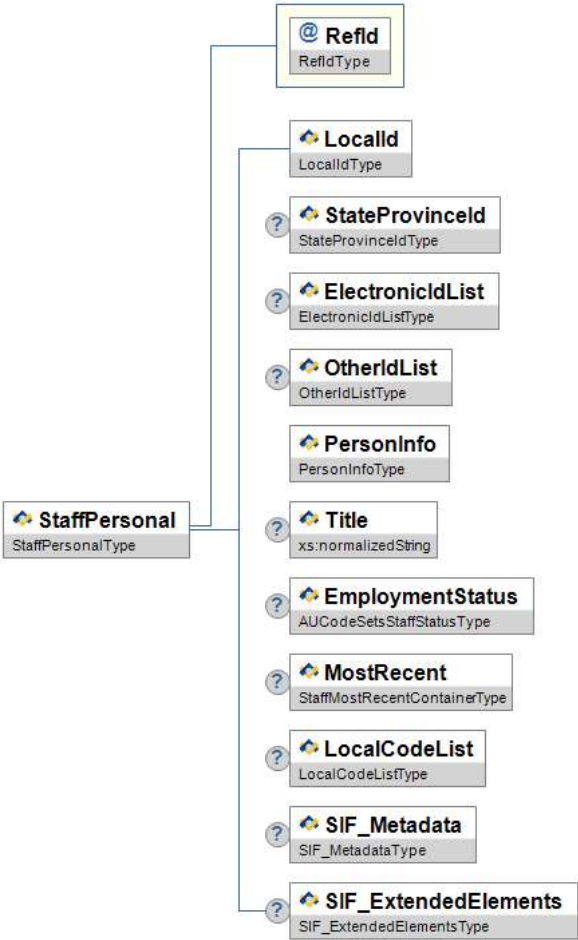 @ RefId
RefIdType
LocalId
LocalIdType
? StateProvinceId
StateProvinceIdType
? ElectronicIdList
ElectronicIdListType
? OtherIdList
OtherIdListType
PersonInfo
PersonInfoType
StaffPersonal
StaffPersonalType
? Title
xs:normalizedString
? EmploymentStatus
AUCodeSetsStaffStatusType
? MostRecent
StaffMostRecentContainerType
? LocalCodeList
LocalCodeListType
? SIF_Metadata
SIF_MetadataType
? SIF_ExtendedElements
SIF_ExtendedElementsType